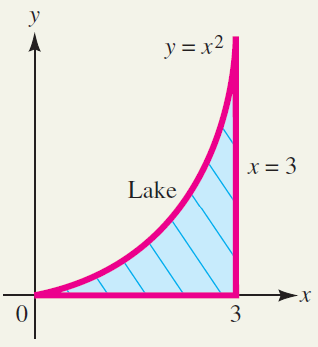 y
y = x²
x = 3
Lake
x
0
3